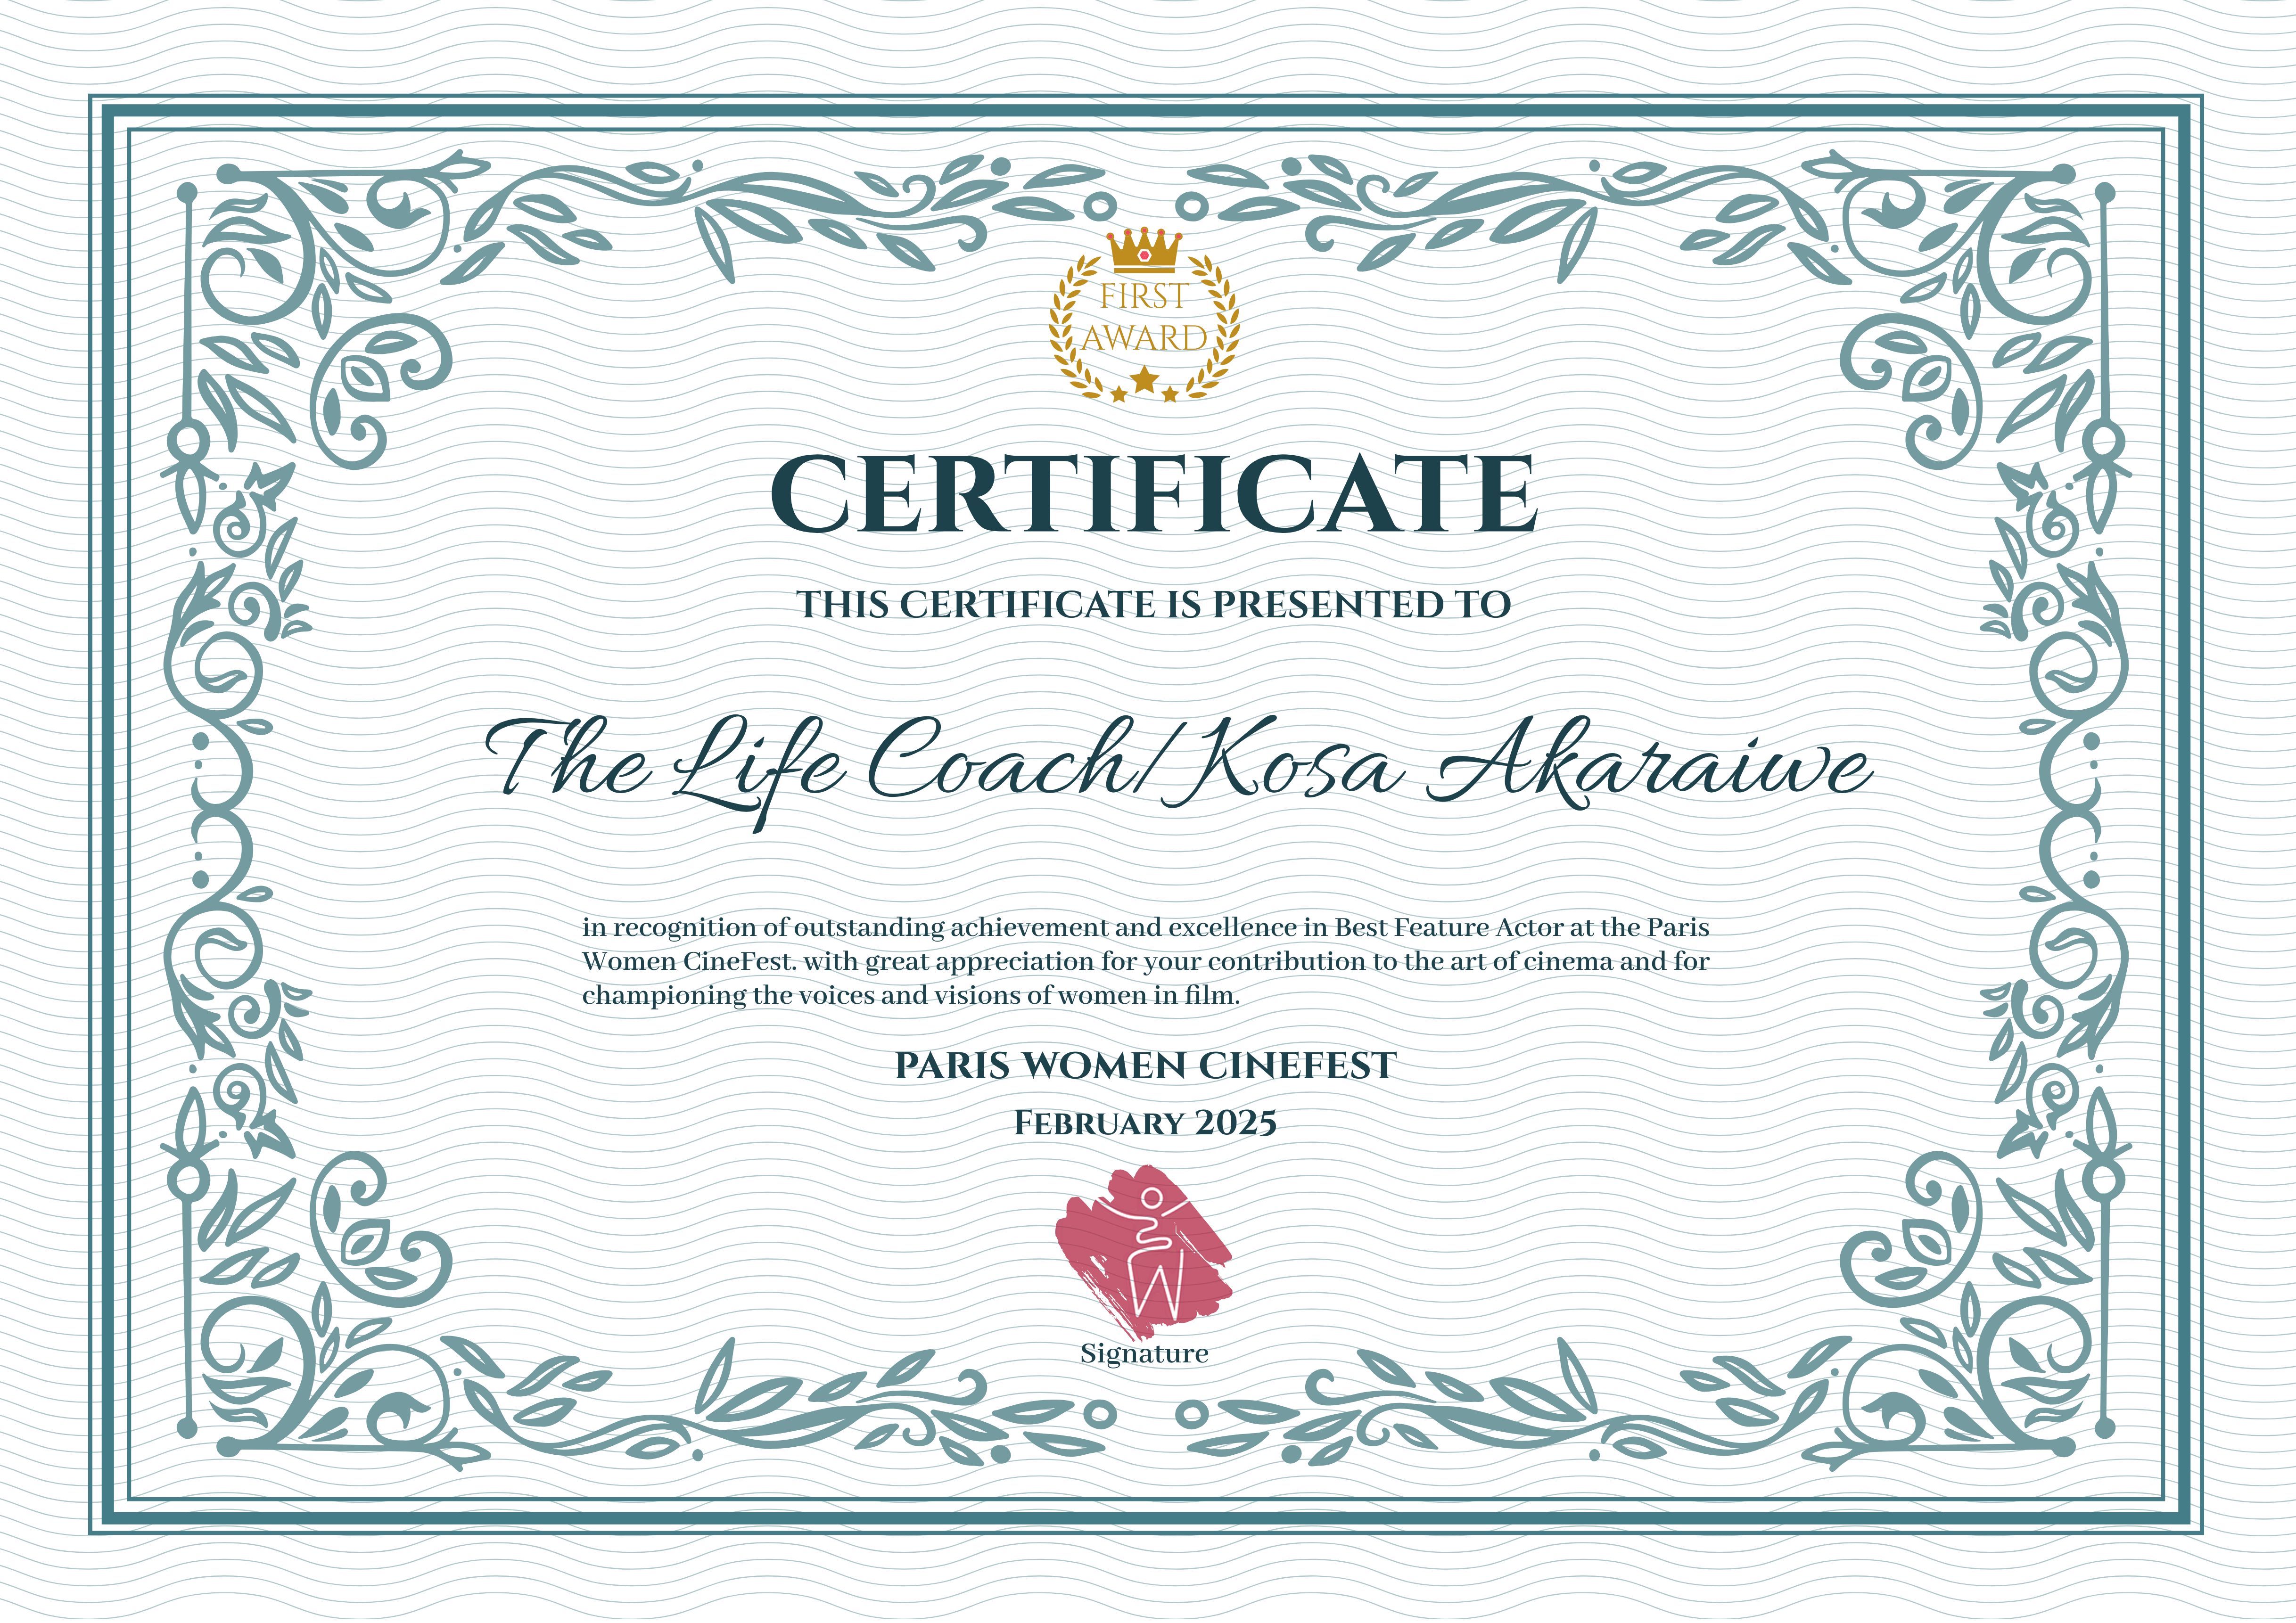 FIRST
AWARD
CERTIFICATE
THIS CERTIFICATE IS PRESENTED TO
The Life Coach/Kosa Akaraiwe
in recognition of outstanding achievement and excellence in Best Feature Actor at the Paris
Women CineFest. with great appreciation for your contribution to the art of cinema and for
championing the voices and visions of women in film.
PARIS WOMEN CINEFEST
FEBRUARY 2025
Signature